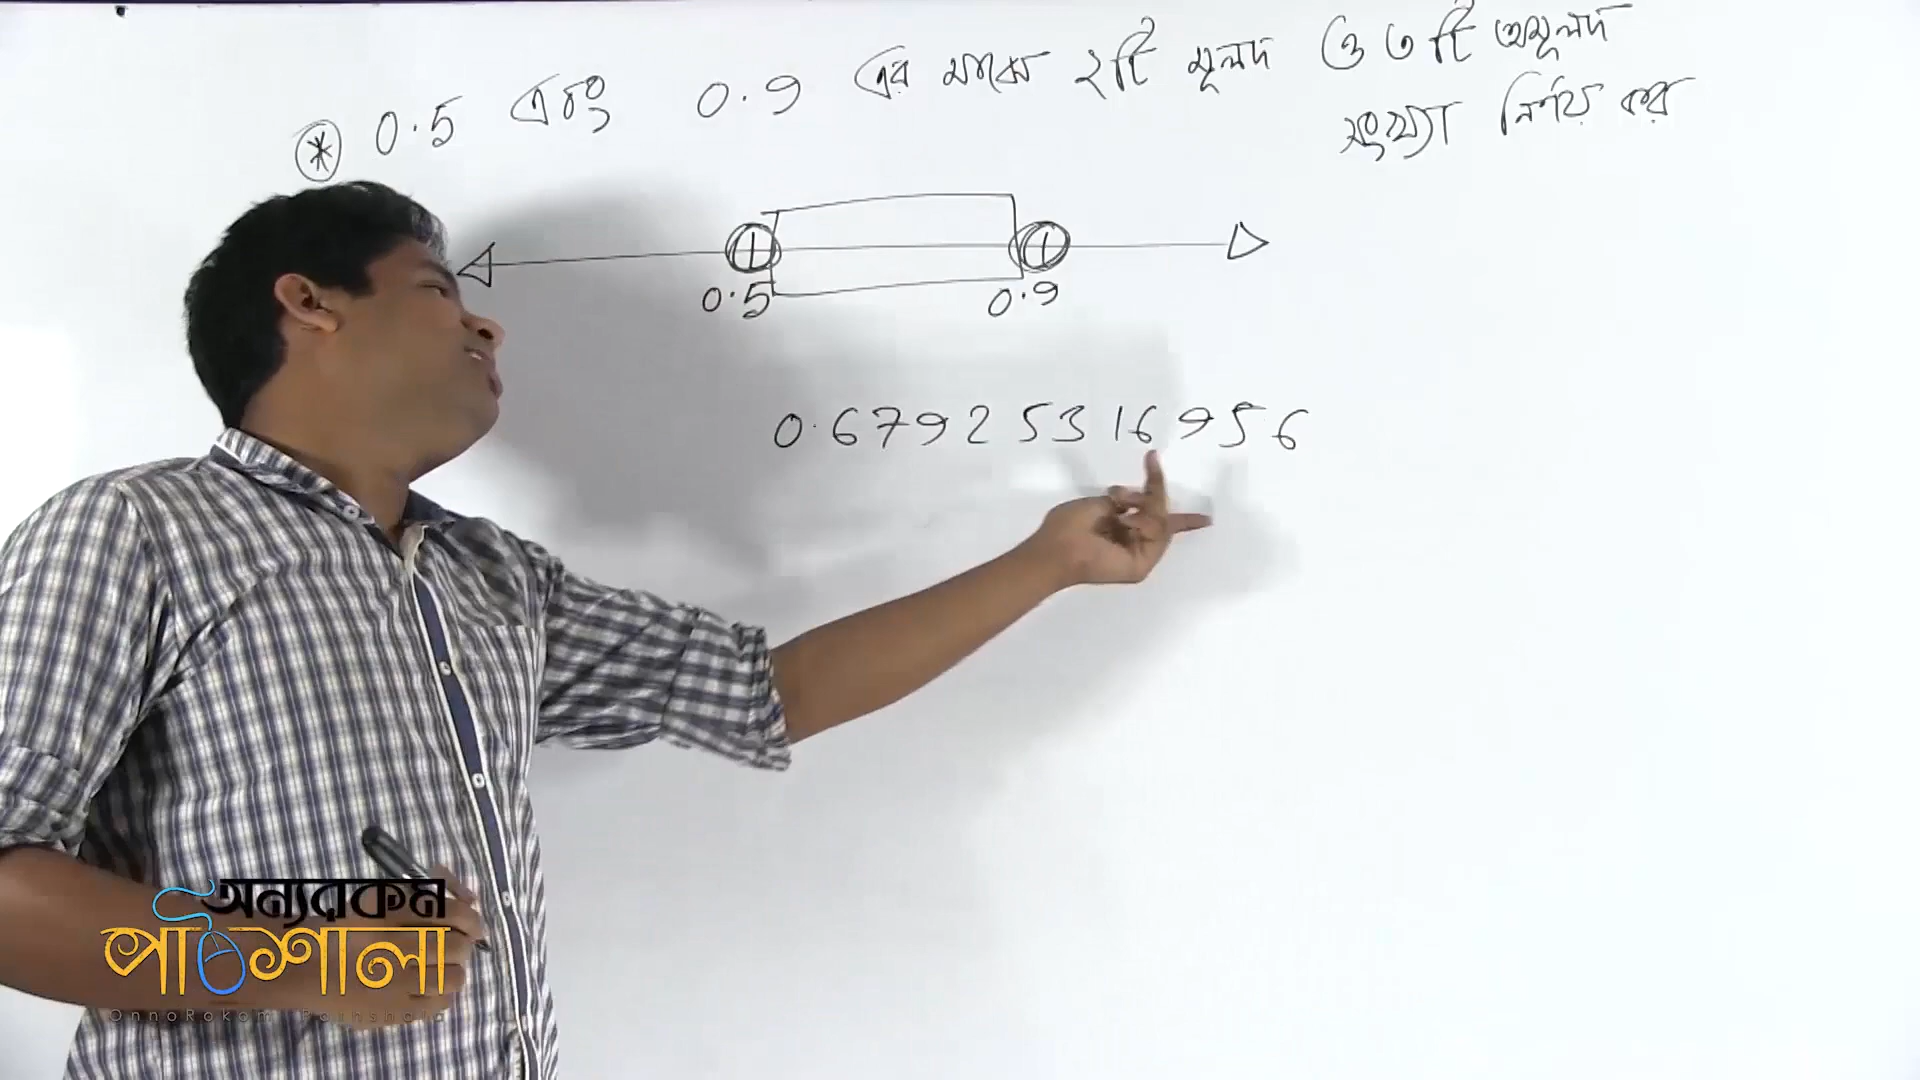 * 0.5 এবং 0.9 এর মাঝে ২টি মূলদ ও ৩টি অমূলদ
সংখ্যা নির্ণয় কর
0.5 0.9
0.67925316956
অন্যরকম
পাঠশালা
OnnoRokom Pathshala